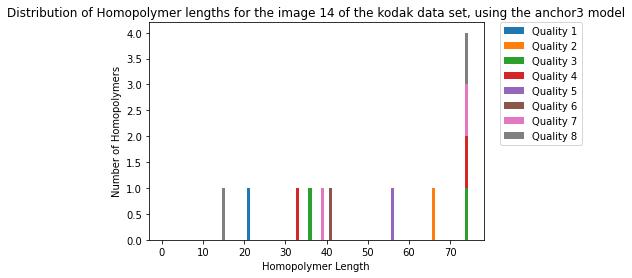 Distribution of Homopolymer lengths for the image 14 of the kodak data set, using the anchor3 model
4.0
3.5
3.0
2.5
2.0
1.5
1.0
0.5
0.0
Number of Homopolymers
0 10 20 30 40 50 60 70
Homopolymer Length
Quality 1
Quality 2
Quality 3
Quality 4
Quality 5
Quality 6
Quality 7
Quality 8